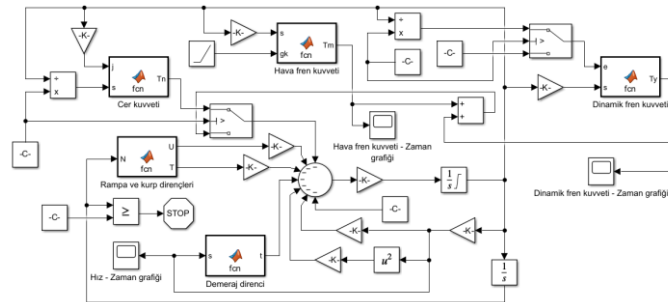 -K-
-K-
j
s
fcn
Tn
Cer kuvveti
+
x
-C-
s
gk
fcn
Tm
Hava fren kuvveti
+
x
-C-
-C-
>
e
s
fcn
Ty
Dinamik fren kuvveti
-K-
>
+
+
Hava fren kuvveti - Zaman
grafiği
Dinamik fren kuvveti - Zaman grafiği
N
fcn
U
T
Rampa ve kurp dirençleri
-K-
-K-
-K-
1
s
-C-
≥
STOP
-C-
-K-
-K-
-K-
u²
1
s
Hız - Zaman grafiği
s
fcn
t
Demeraj direnci